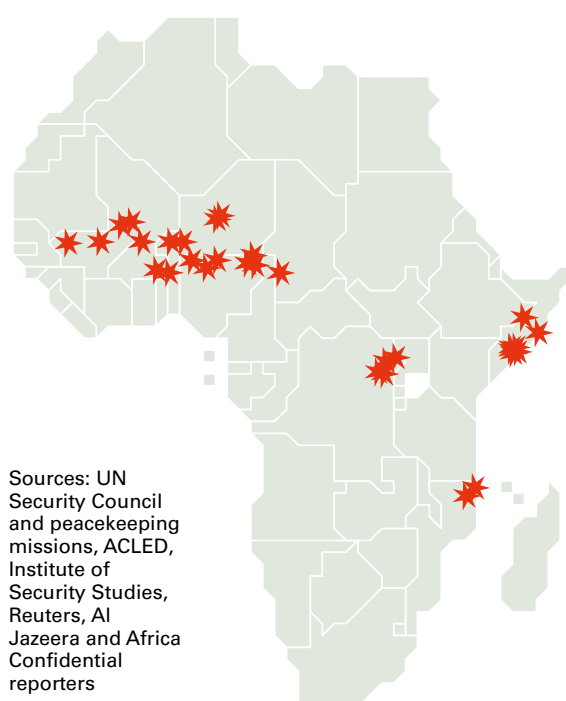 Sources: UN
Security Council
and peacekeeping
missions, ACLED,
Institute of
Security Studies,
Reuters, Al
Jazeera and Africa
Confidential
reporters